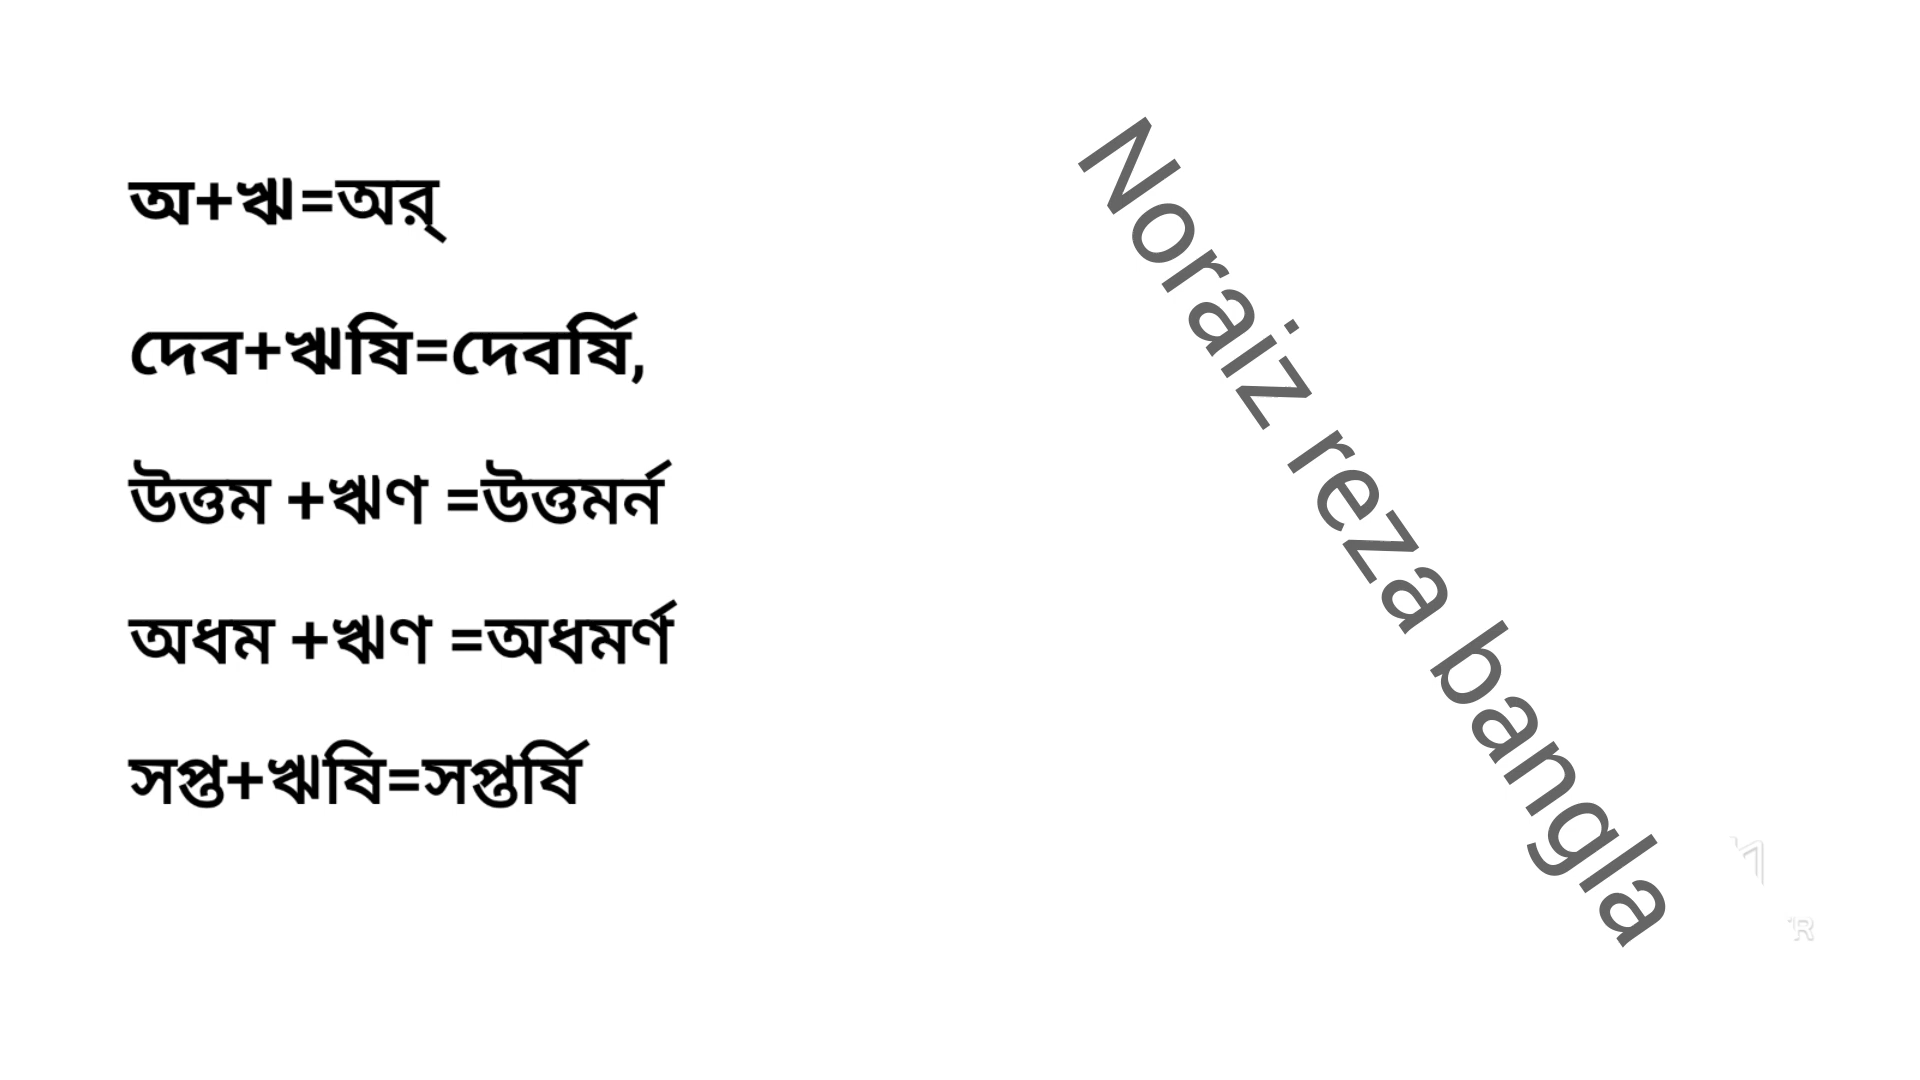 অ+ঋ=অর্
দেব+ঋষি=দেবর্ষি,
উত্তম +ঋণ =উত্তমর্ন
অধম +ঋণ =অধমর্ণ
সপ্ত+ঋষি=সপ্তর্ষি
Noraiz reza bangla